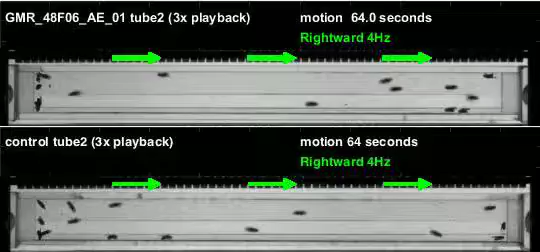 GMR_48F06_AE_01 tube2 (3x playback)
motion 64.0 seconds
Rightward 4Hz
control tube2 (3x playback)
motion 64 seconds
Rightward 4Hz